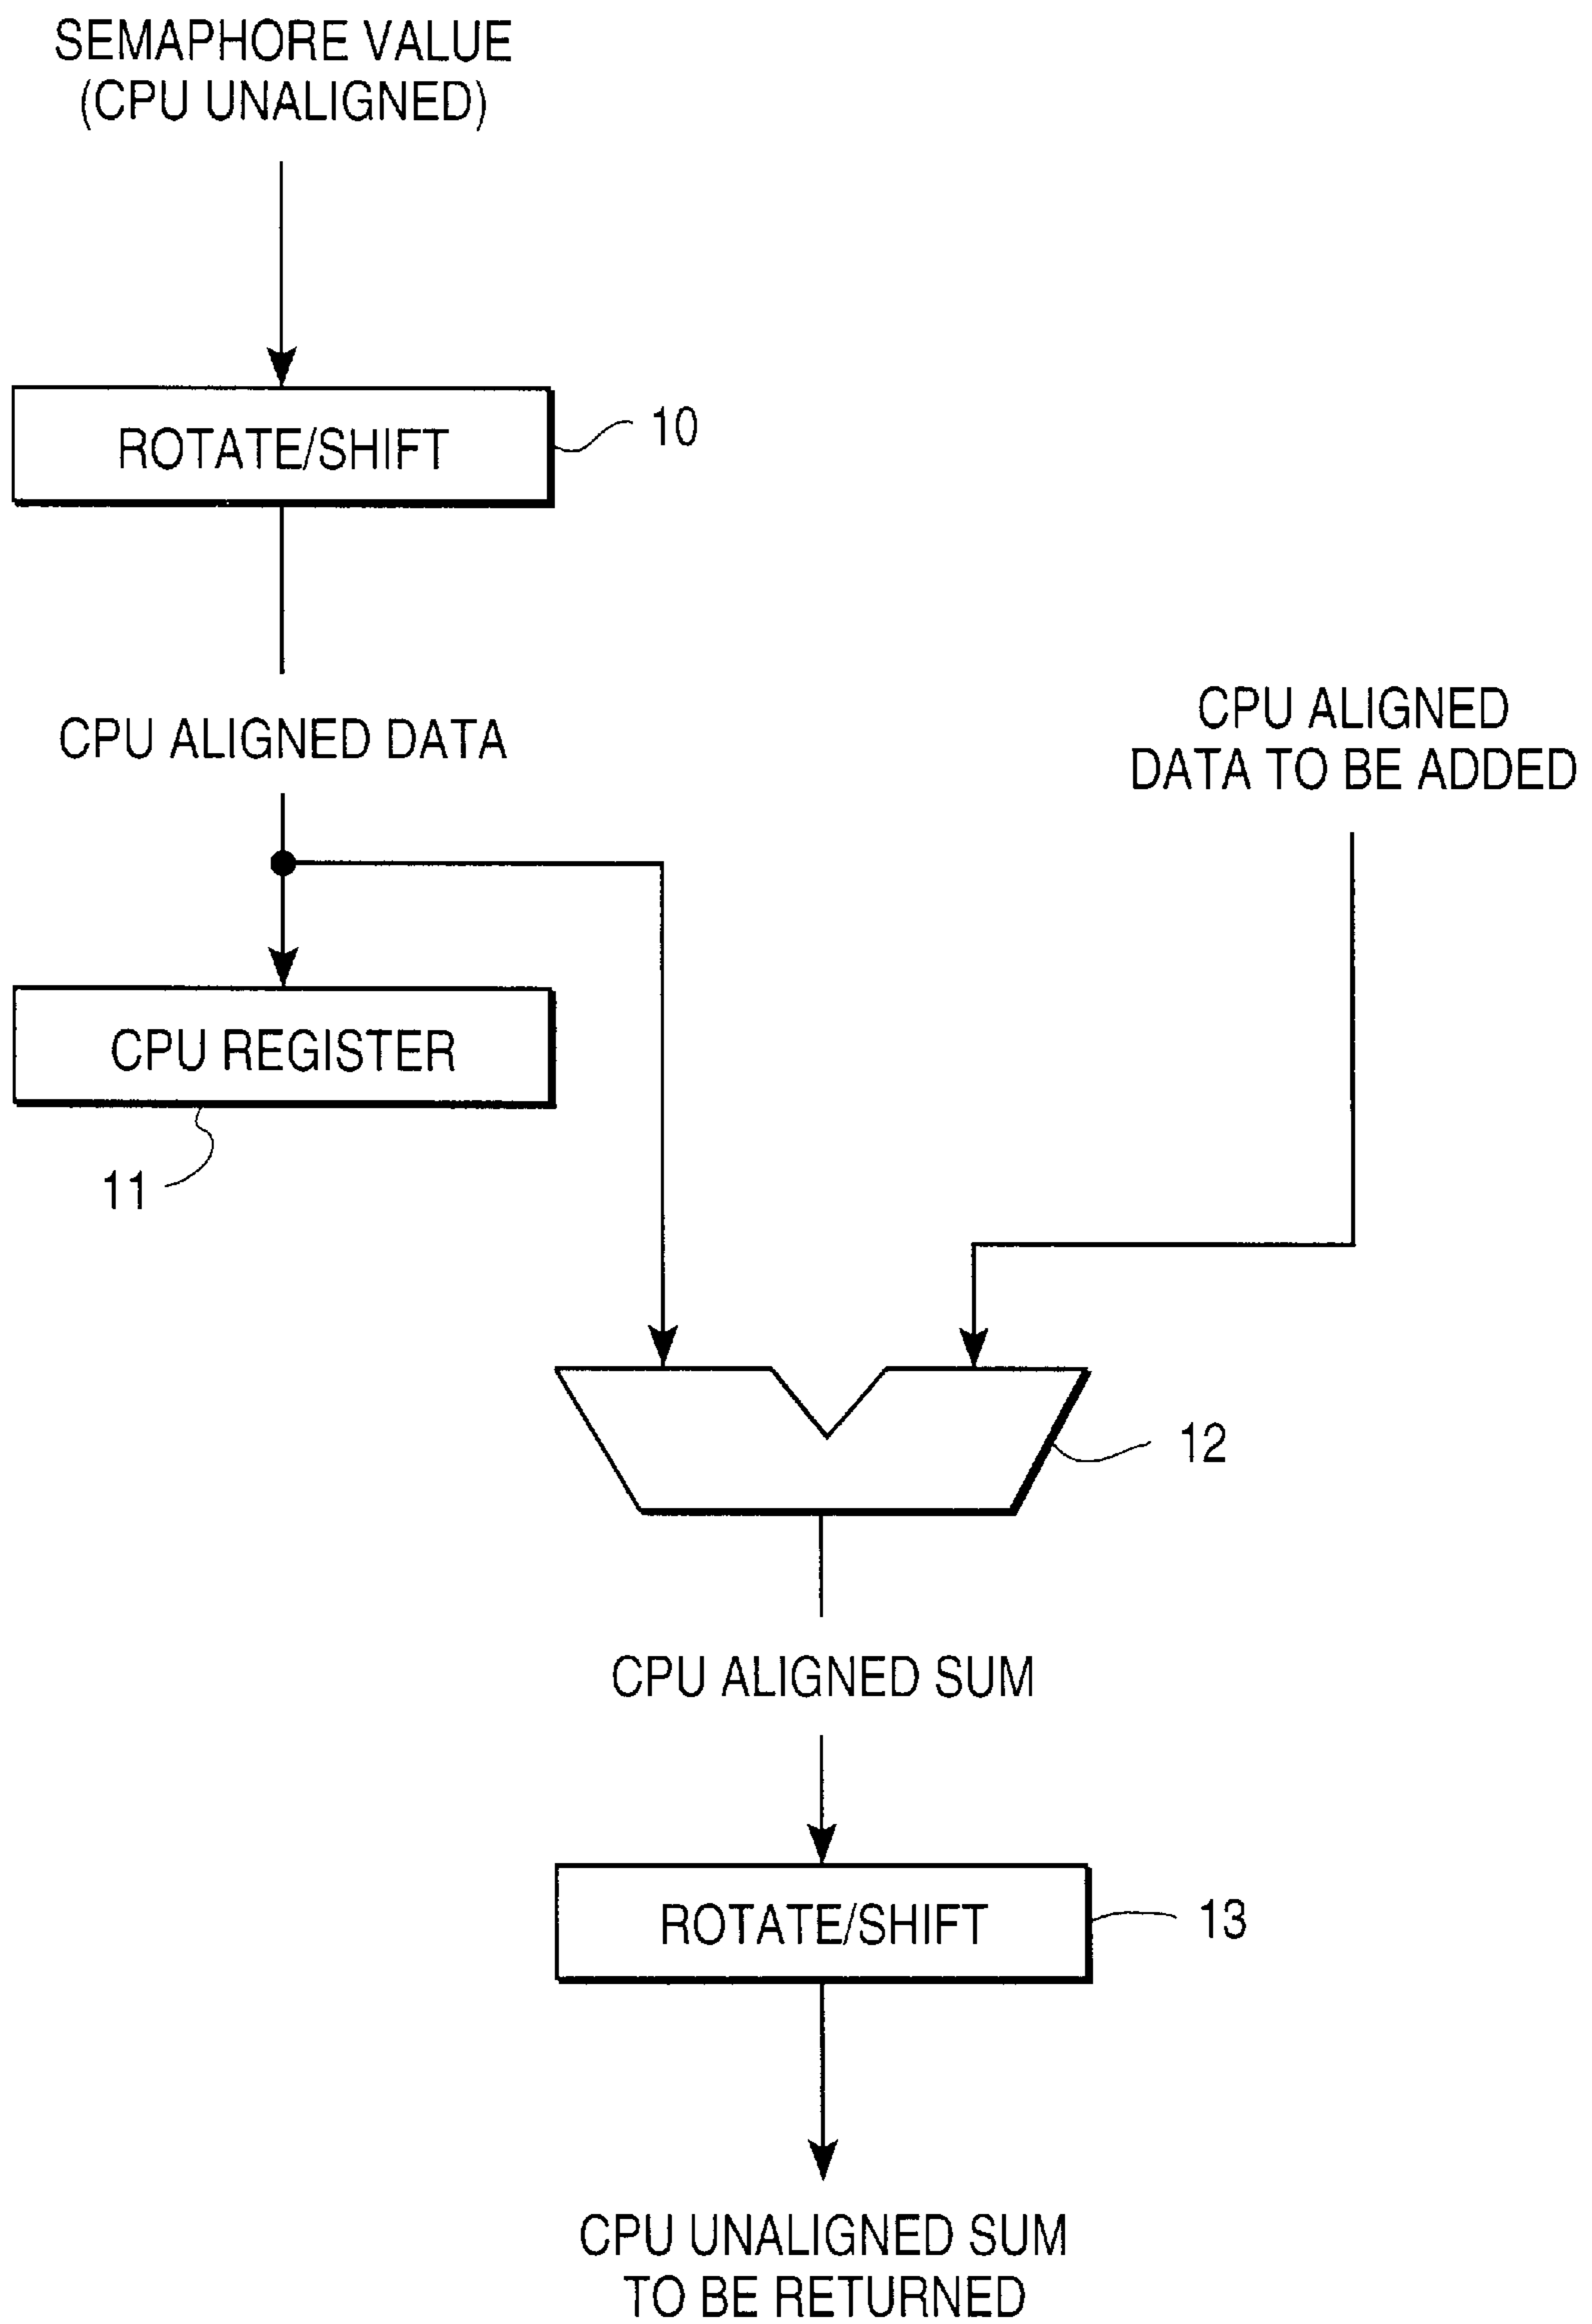 SEMAPHORE VALUE
(CPU UNALIGNED)
ROTATE/SHIFT
10
CPU ALIGNED DATA
CPU ALIGNED
DATA TO BE ADDED
CPU REGISTER
11
12
CPU ALIGNED SUM
ROTATE/SHIFT
13
CPU UNALIGNED SUM
TO BE RETURNED